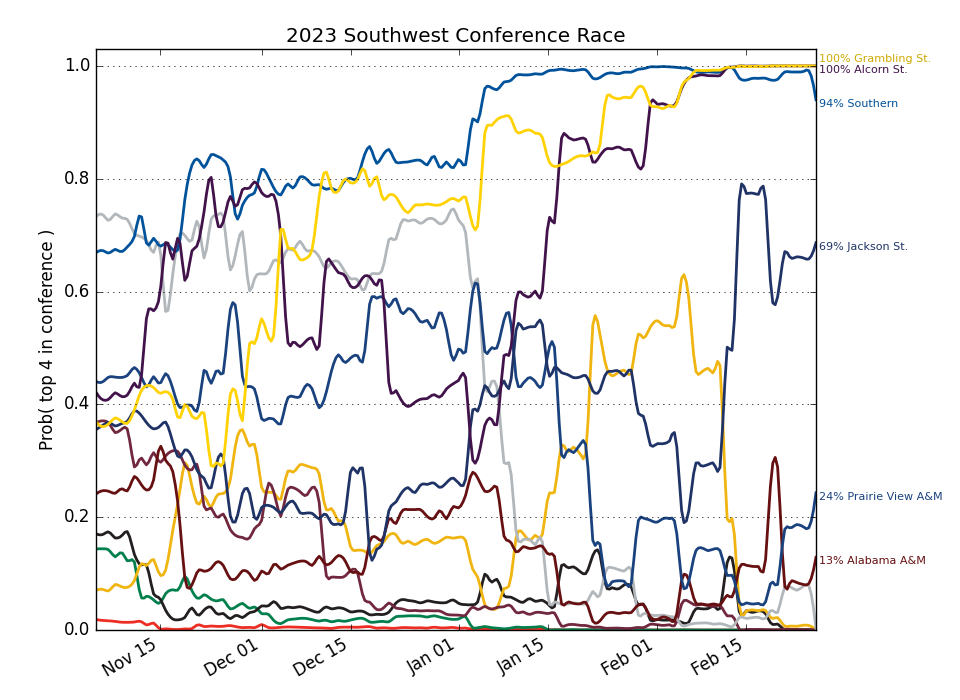 2023 Southwest Conference Race
Prob( top 4 in conference )
1.0
0.8
0.6
0.4
0.2
0.0
Nov 15
Dec 01
Dec 15
Jan 01
Jan 15
Feb 01
Feb 15
100% Grambling St.
100% Alcorn St.
94% Southern
69% Jackson St.
24% Prairie View A&M
13% Alabama A&M